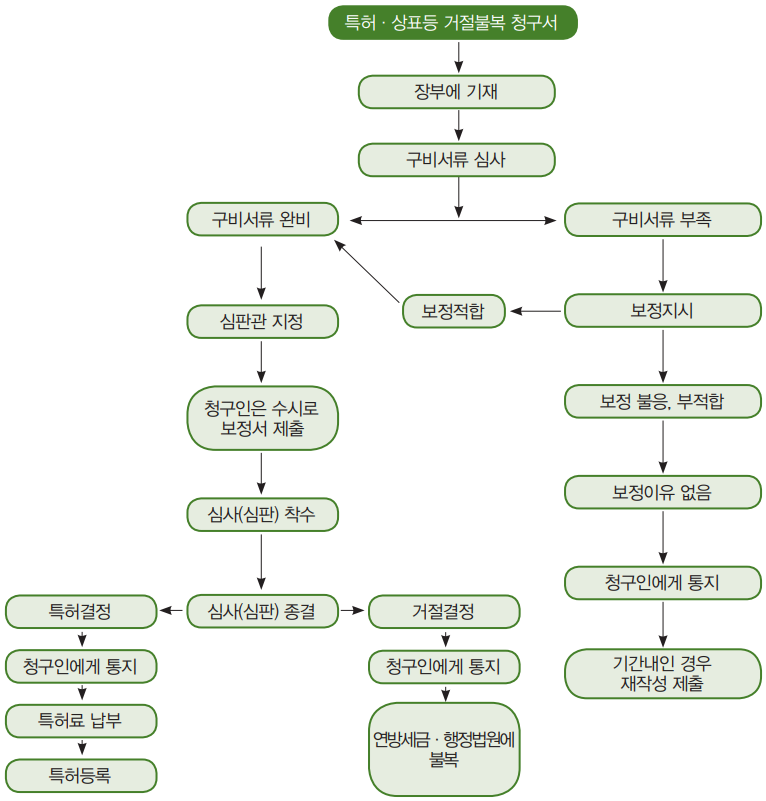 특허 · 상표등 거절불복 청구서
장부에 기재
구비서류 심사
구비서류 완비
구비서류 부족
심판관 지정
보정적합
보정지시
청구인은 수시로
보정서 제출
보정 불응, 부적합
심사(심판) 착수
보정이유 없음
청구인에게 통지
특허결정
심사(심판) 종결
거절결정
청구인에게 통지
청구인에게 통지
기간내인 경우
재작성 제출
특허료 납부
연방세금 · 행정법원에
불복
특허등록